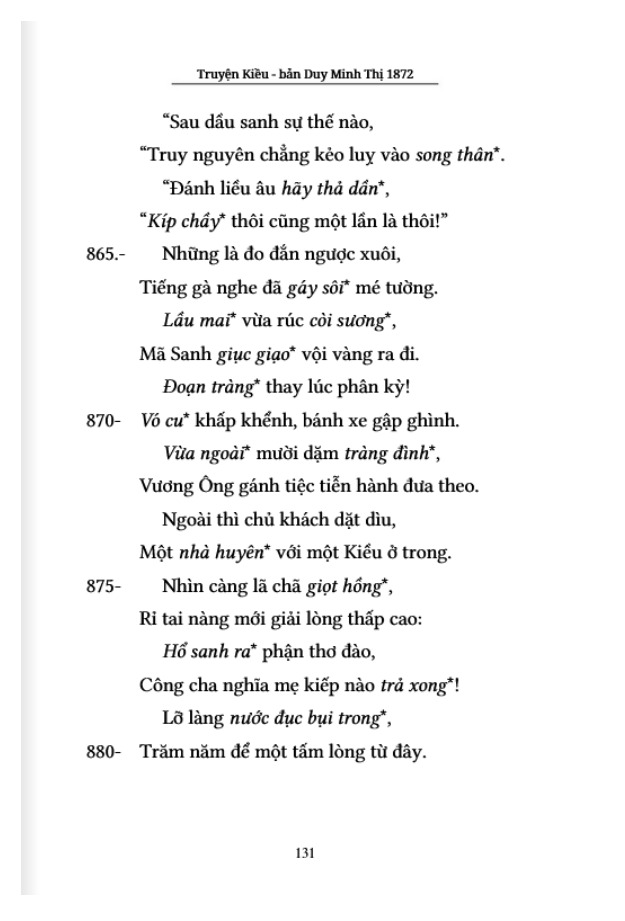 Truyện Kiều - bản Duy Minh Thị 1872
“Sau dầu sanh sự thế nào,
“Truy nguyên chẳng kẻo luỵ vào song thân*.
“Đánh liều âu hãy thả dần*,
“Kíp chầy* thôi cũng một lần là thôi!”
865.- Những là đo đắn ngược xuôi,
Tiếng gà nghe đã gáy sôi* mé tường.
Lầu mai* vừa rúc còi sương*,
Mã Sanh giục giạo* vội vàng ra đi.
Đoạn tràng* thay lúc phân kỳ!
870- Vó cu* khấp khểnh, bánh xe gập ghình.
Vừa ngoài* mười dặm tràng đình*,
Vương Ông gánh tiệc tiễn hành đưa theo.
Ngoài thì chủ khách dặt dìu,
Một nhà huyên* với một Kiều ở trong.
875- Nhìn càng lã chã giọt hồng*,
Rỉ tai nàng mới giải lòng thấp cao:
Hổ sanh ra* phận thơ đào,
Công cha nghĩa mẹ kiếp nào trả xong*!
Lỡ làng nước đục bụi trong*,
880- Trăm năm để một tấm lòng từ đây.
131